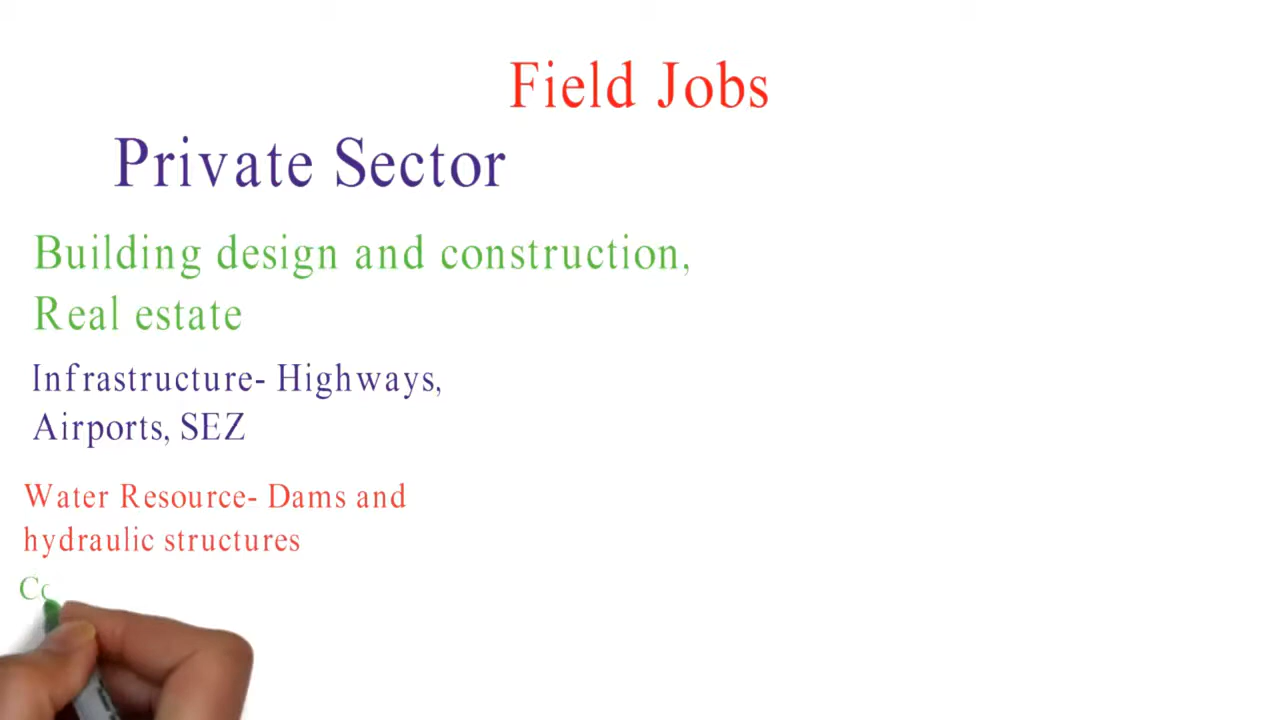 Field Jobs
Private Sector
Building design and construction,
Real estate
Infrastructure- Highways,
Airports, SEZ
Water Resource- Dams and
hydraulic structures